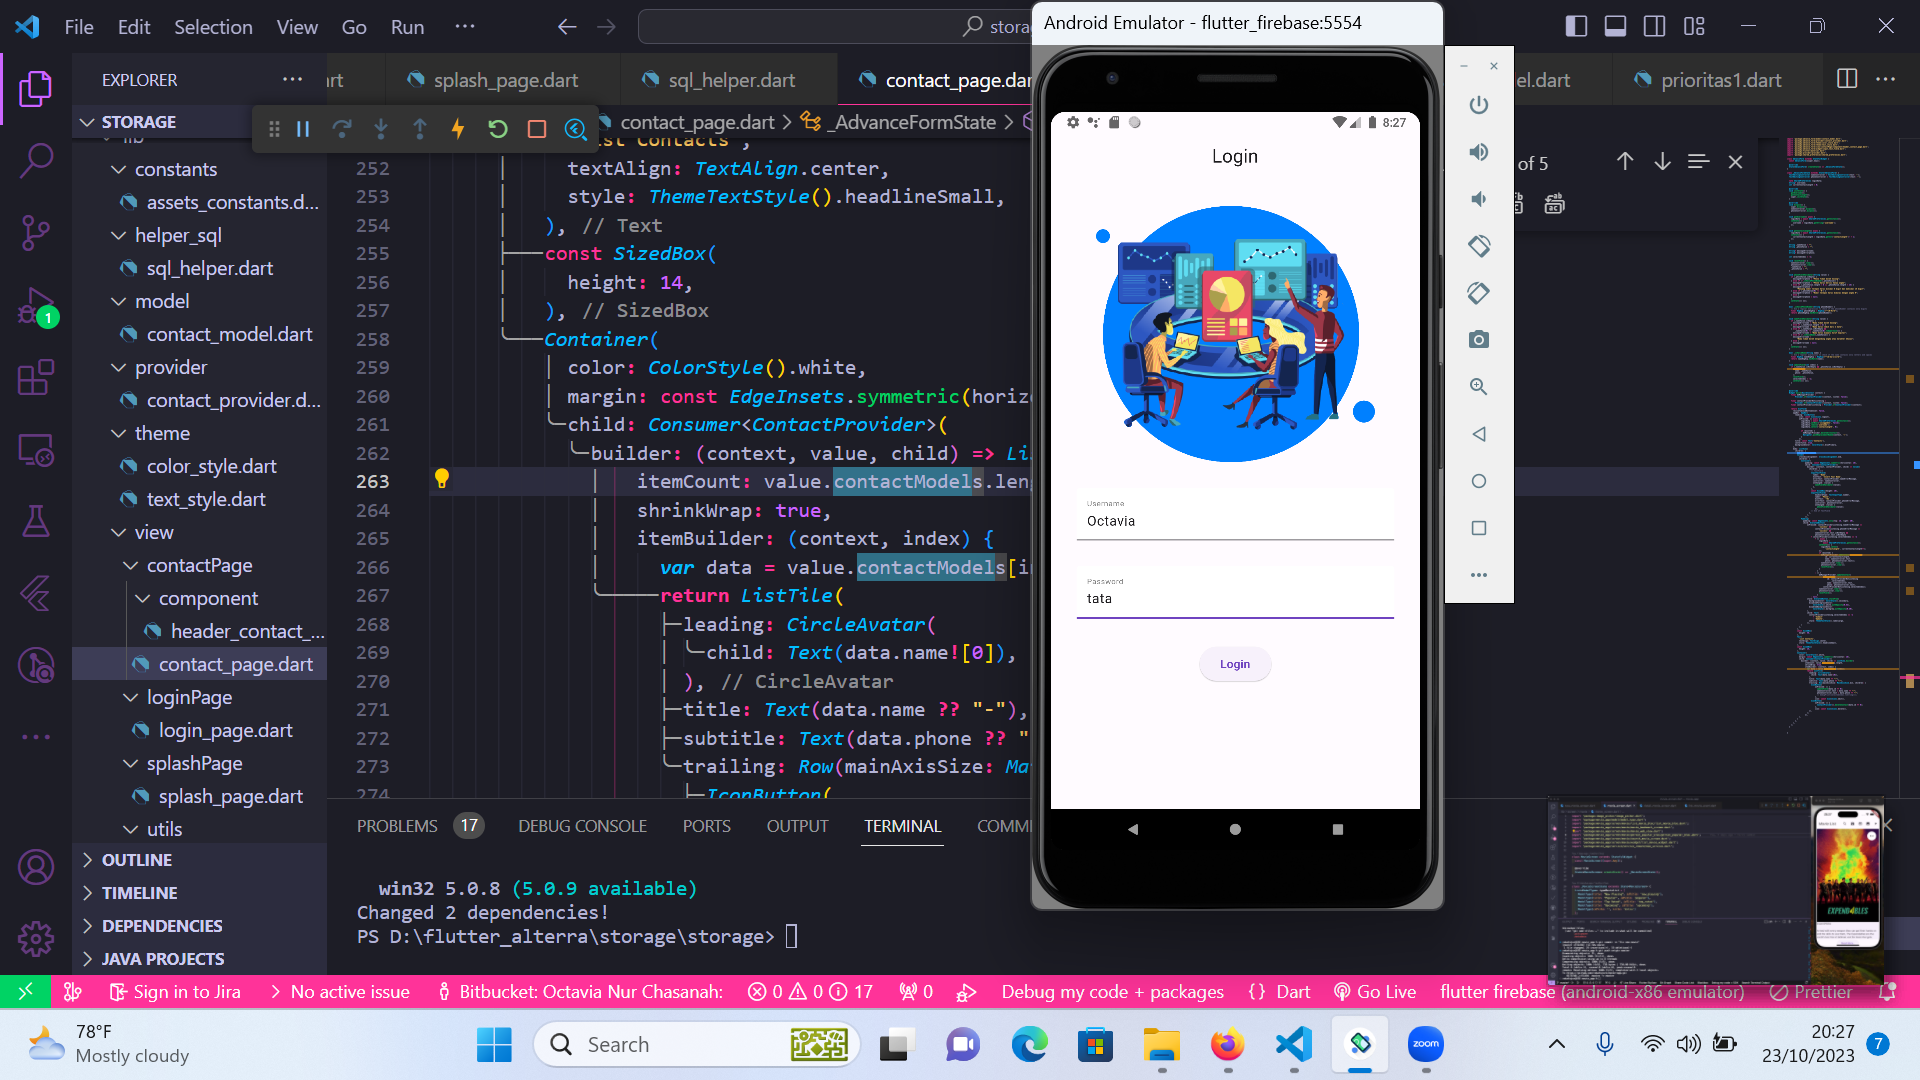 File Edit Selection View Go Run ···
EXPLORER
STORAGE
lib
constants
assets_constants.d...
helper_sql
sql_helper.dart
model
contact_model.dart
provider
contact_provider.d...
theme
color_style.dart
text_style.dart
view
contactPage
component
header_contact_...
contact_page.dart
loginPage
login_page.dart
splashPage
splash_page.dart
utils
OUTLINE
TIMELINE
DEPENDENCIES
JAVA PROJECTS
1
splash_page.dart sql_helper.dart contact_page.dar prioritas1.dart
contact_page.dart > _AdvanceFormState >
of 5
252 textAlign: TextAlign.center,
253 style: ThemeTextStyle().headlineSmall,
254 ), // Text
255 const SizedBox(
256 height: 14,
257 ), // SizedBox
258 Container(
259 color: ColorStyle().white,
260 margin: const EdgeInsets.symmetric(horiz
261 child: Consumer<ContactProvider>(
262 builder: (context, value, child) => Li
263 itemCount: value.contactModels.leng
264 shrinkWrap: true,
265 itemBuilder: (context, index) {
266 var data = value.contactModels[i
267 return ListTile(
268 leading: CircleAvatar(
269 child: Text(data.name![0]),
270 ), // CircleAvatar
271 title: Text(data.name ?? "-"),
272 subtitle: Text(data.phone ?? "
273 trailing: Row(mainAxisSize: Ma
274 IconButton(
PROBLEMS 17 DEBUG CONSOLE PORTS OUTPUT TERMINAL COMM
win32 5.0.8 (5.0.9 available)
Changed 2 dependencies!
PS D:\flutter_alterra\storage\storage>
Android Emulator - flutter_firebase:5554
8:27
Login
Username
Octavia
Password
tata
Login
Sign in to Jira No active issue Bitbucket: Octavia Nur Chasanah: 0 0 17 0 Debug my code + packages {} Dart Go Live flutter firebase (android-x86 emulator) Prettier
78°F
Mostly cloudy
Search
zoom
20:27
23/10/2023
7